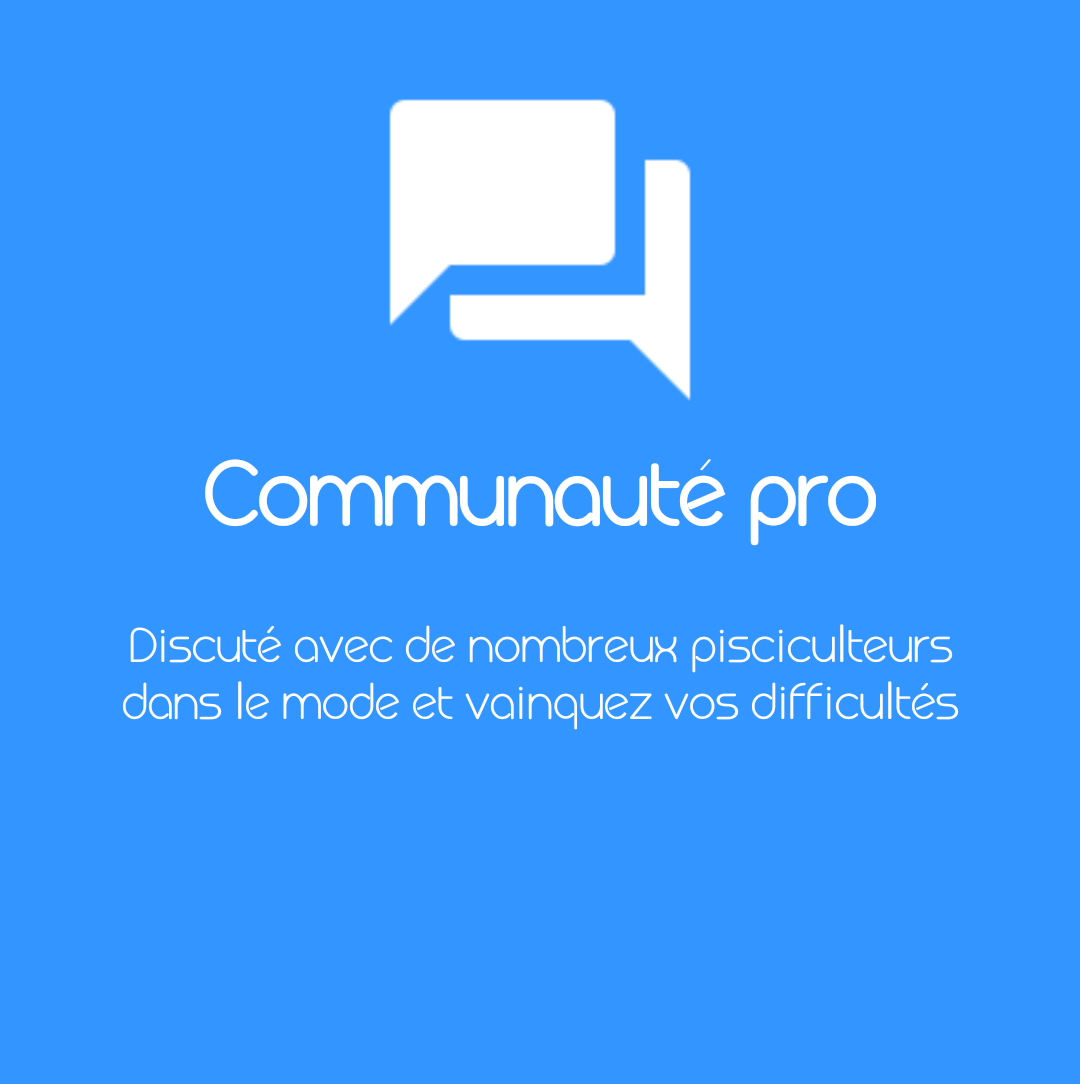 Communauté pro
Discuté avec de nombreux pisciculteurs
dans le mode et vainquez vos difficultés